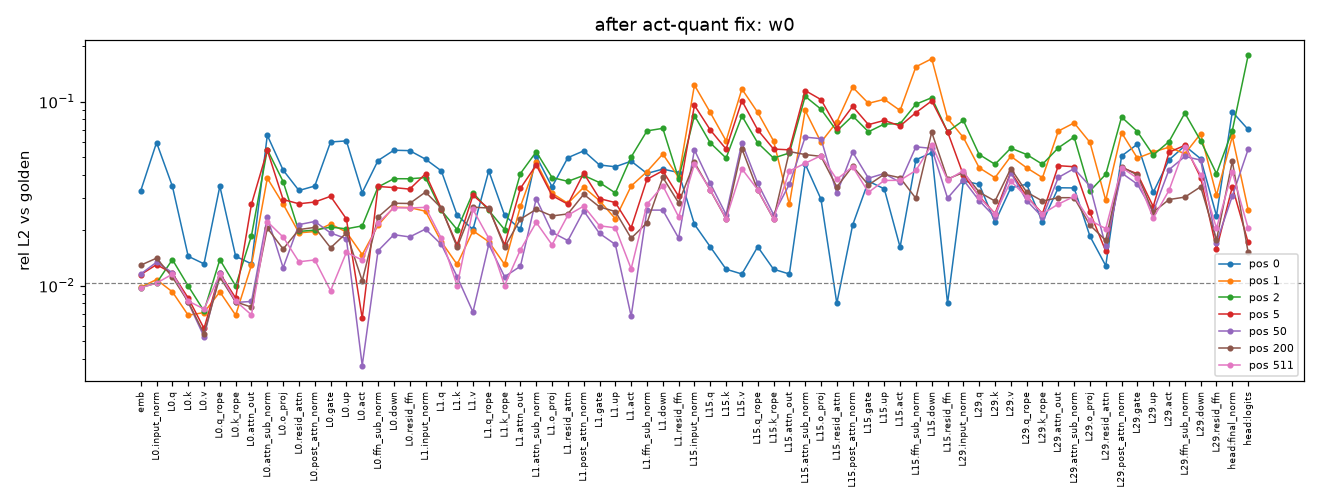 after act-quant fix: w0
rel L2 vs golden
10⁻¹
10⁻²
pos 0
pos 1
pos 2
pos 5
pos 50
pos 200
pos 511
emb
L0.input_norm
L0.q
L0.k
L0.v
L0.q_rope
L0.k_rope
L0.attn_out
L0.attn_sub_norm
L0.o_proj
L0.resid_attn
L0.post_attn_norm
L0.gate
L0.up
L0.act
L0.ffn_sub_norm
L0.down
L0.resid_ffn
L1.input_norm
L1.q
L1.k
L1.v
L1.q_rope
L1.k_rope
L1.attn_out
L1.attn_sub_norm
L1.o_proj
L1.resid_attn
L1.post_attn_norm
L1.gate
L1.up
L1.act
L1.ffn_sub_norm
L1.down
L1.resid_ffn
L15.input_norm
L15.q
L15.k
L15.v
L15.q_rope
L15.k_rope
L15.attn_out
L15.attn_sub_norm
L15.o_proj
L15.resid_attn
L15.post_attn_norm
L15.gate
L15.up
L15.act
L15.ffn_sub_norm
L15.down
L15.resid_ffn
L29.input_norm
L29.q
L29.k
L29.v
L29.q_rope
L29.k_rope
L29.attn_out
L29.attn_sub_norm
L29.o_proj
L29.resid_attn
L29.post_attn_norm
L29.gate
L29.up
L29.act
L29.ffn_sub_norm
L29.down
L29.resid_ffn
head:final_norm
head:logits